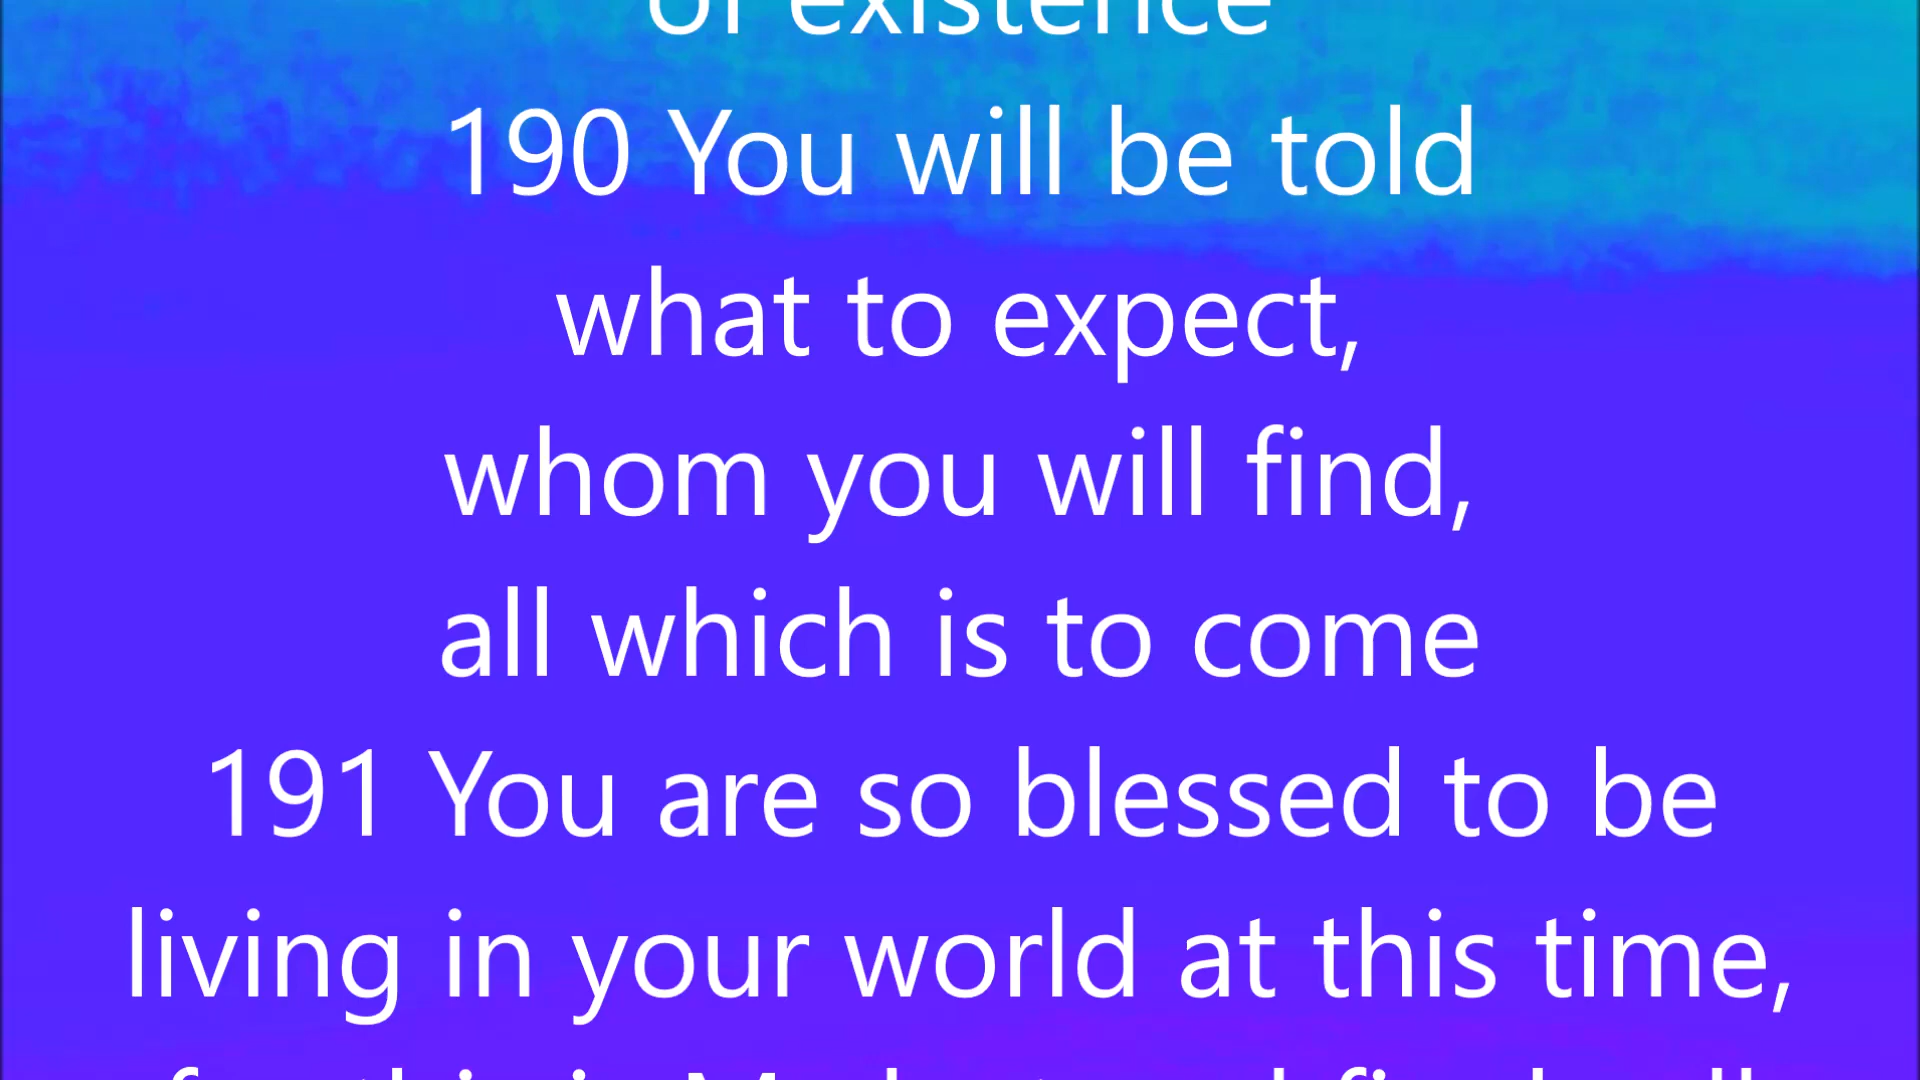 of existence
190 You will be told
what to expect,
whom you will find,
all which is to come
191 You are so blessed to be
living in your world at this time,